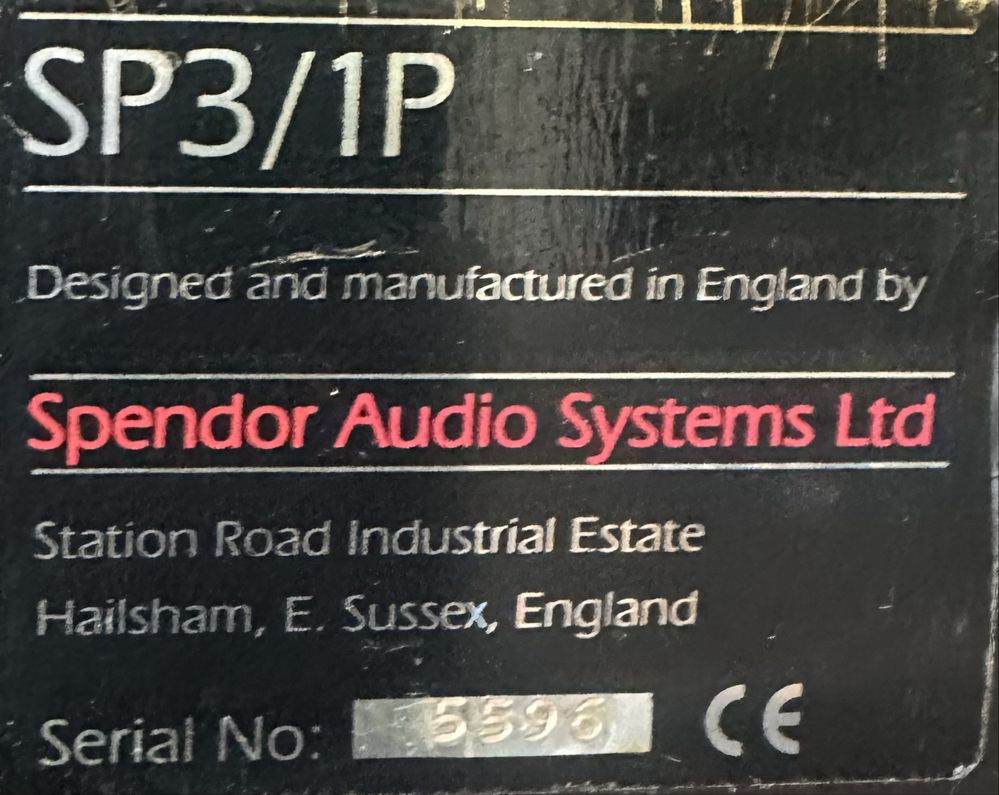 SP3/1P
Designed and manufactured in England by
Spendor Audio Systems Ltd
Station Road Industrial Estate
Hailsham, E. Sussex, England
Serial No: 5596 CE